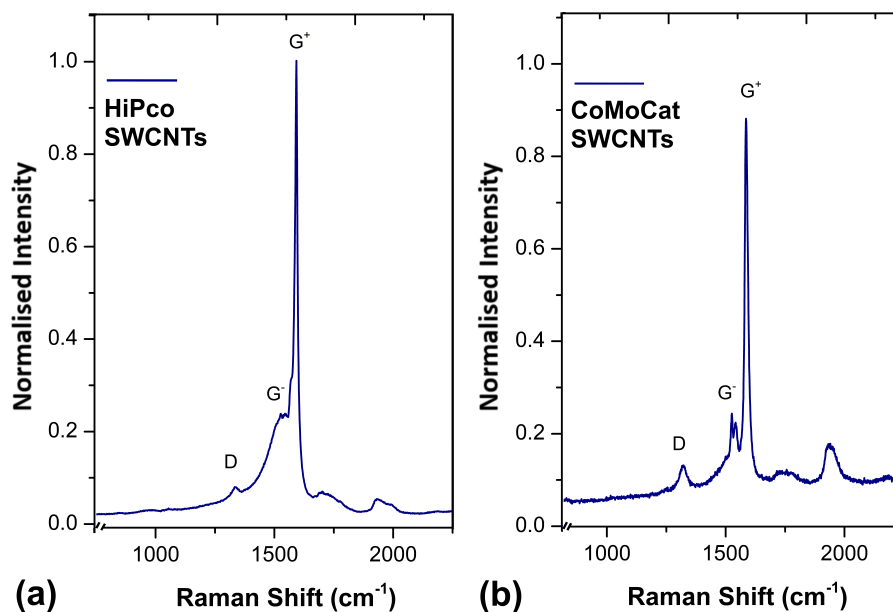 G⁺
1.0
HiPco
SWCNTs
0.8
0.6
0.4
G⁻
0.2
D
0.0
1000
1500
2000
Normalised Intensity
Raman Shift (cm⁻¹)
(a)
1.0
G⁺
CoMoCat
SWCNTs
0.8
0.6
0.4
G⁻
0.2
D
0.0
1000
1500
2000
Normalised Intensity
Raman Shift (cm⁻¹)
(b)